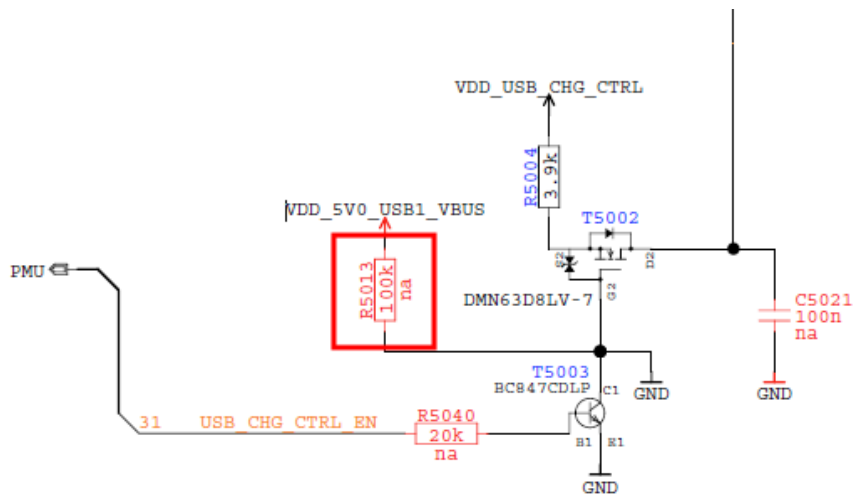 VDD_USB_CHG_CTRL
R5004
3.9k
T5002
VDD_5V0_USB1_VBUS
S2
D2
G2
PMU
R5013
100k
na
DMN63D8LV-7
C5021
100n
na
T5003
BC847CDLP
C1
GND
GND
31
USB_CHG_CTRL_EN
R5040
20k
na
B1
E1
GND